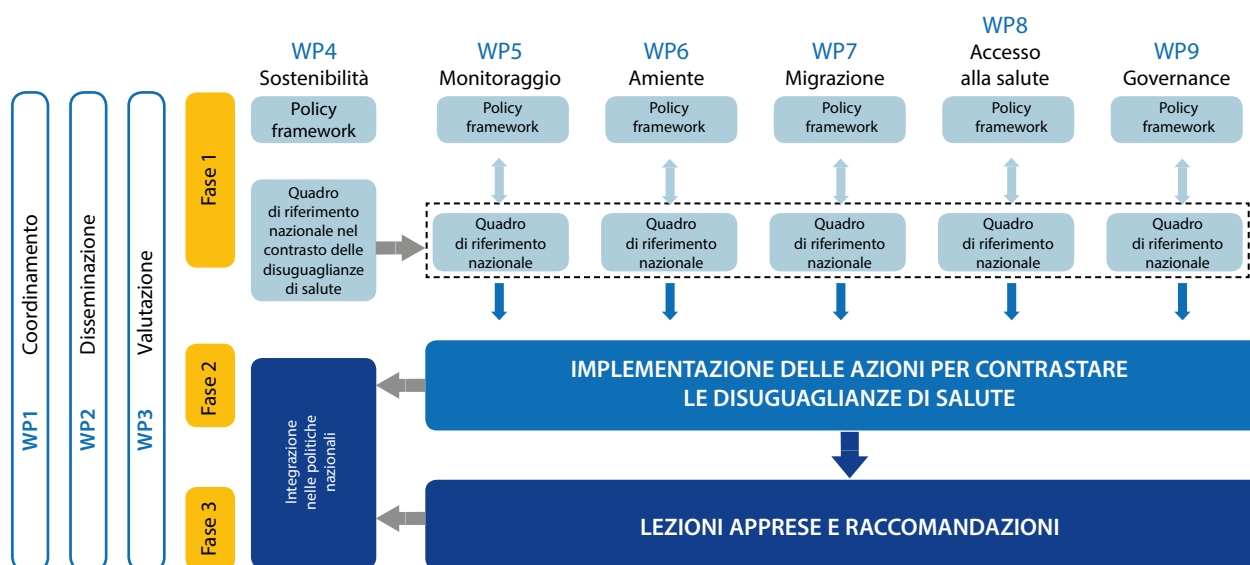 WP4
Sostenibilità
WP5
Monitoraggio
WP6
Amiente
WP7
Migrazione
WP8
Accesso
alla salute
WP9
Governance
WP1 Coordinamento
WP2 Disseminazione
WP3 Valutazione
Fase 1
Policy
framework
Policy
framework
Policy
framework
Policy
framework
Policy
framework
Policy
framework
Quadro
di riferimento
nazionale nel
contrasto delle
disuguaglianze
di salute
Quadro
di riferimento
nazionale
Quadro
di riferimento
nazionale
Quadro
di riferimento
nazionale
Quadro
di riferimento
nazionale
Quadro
di riferimento
nazionale
Fase 2
IMPLEMENTAZIONE DELLE AZIONI PER CONTRASTARE
LE DISUGUAGLIANZE DI SALUTE
Integrazione
nelle politiche
nazionali
Fase 3
LEZIONI APPRESE E RACCOMANDAZIONI